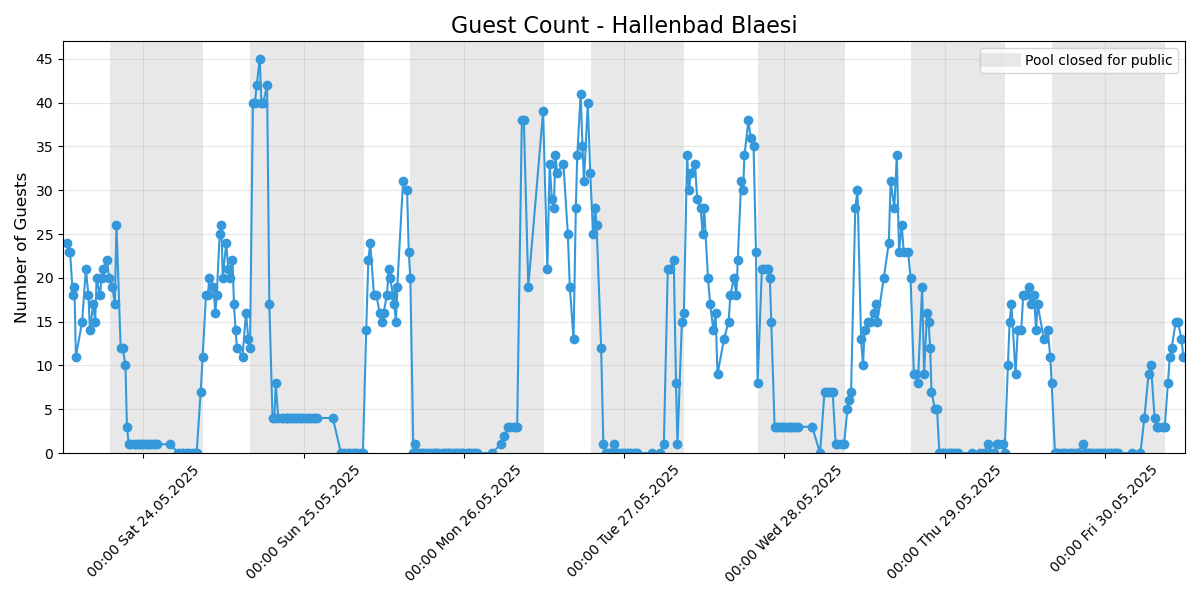 Guest Count - Hallenbad Blaesi
Pool closed for public
Number of Guests
45
40
35
30
25
20
15
10
5
0
00:00 Sat 24.05.2025
00:00 Sun 25.05.2025
00:00 Mon 26.05.2025
00:00 Tue 27.05.2025
00:00 Wed 28.05.2025
00:00 Thu 29.05.2025
00:00 Fri 30.05.2025